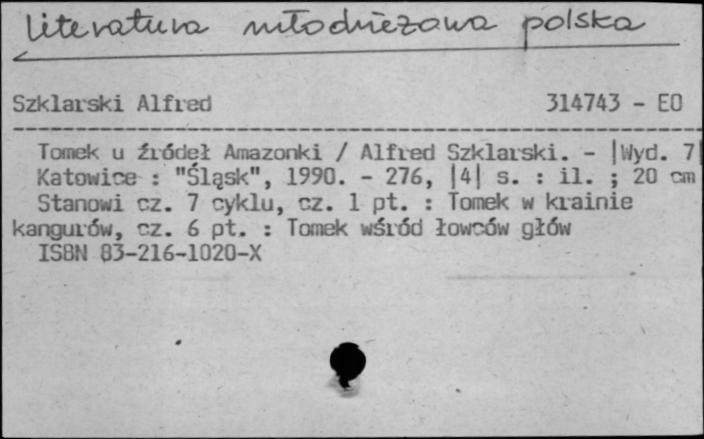 literatura młodzieżowa polska
Szklarski Alfred 314743 - EO
Tomek u źródeł Amazonki / Alfred Szklarski. - |Wyd. 7|
Katowice : "Śląsk", 1990. - 276, |4| s. : il. ; 20 cm
Stanowi cz. 7 cyklu, cz. 1 pt. : Tomek w krainie
kangurów, cz. 6 pt. : Tomek wśród łowców głów
ISBN 83-216-1020-X